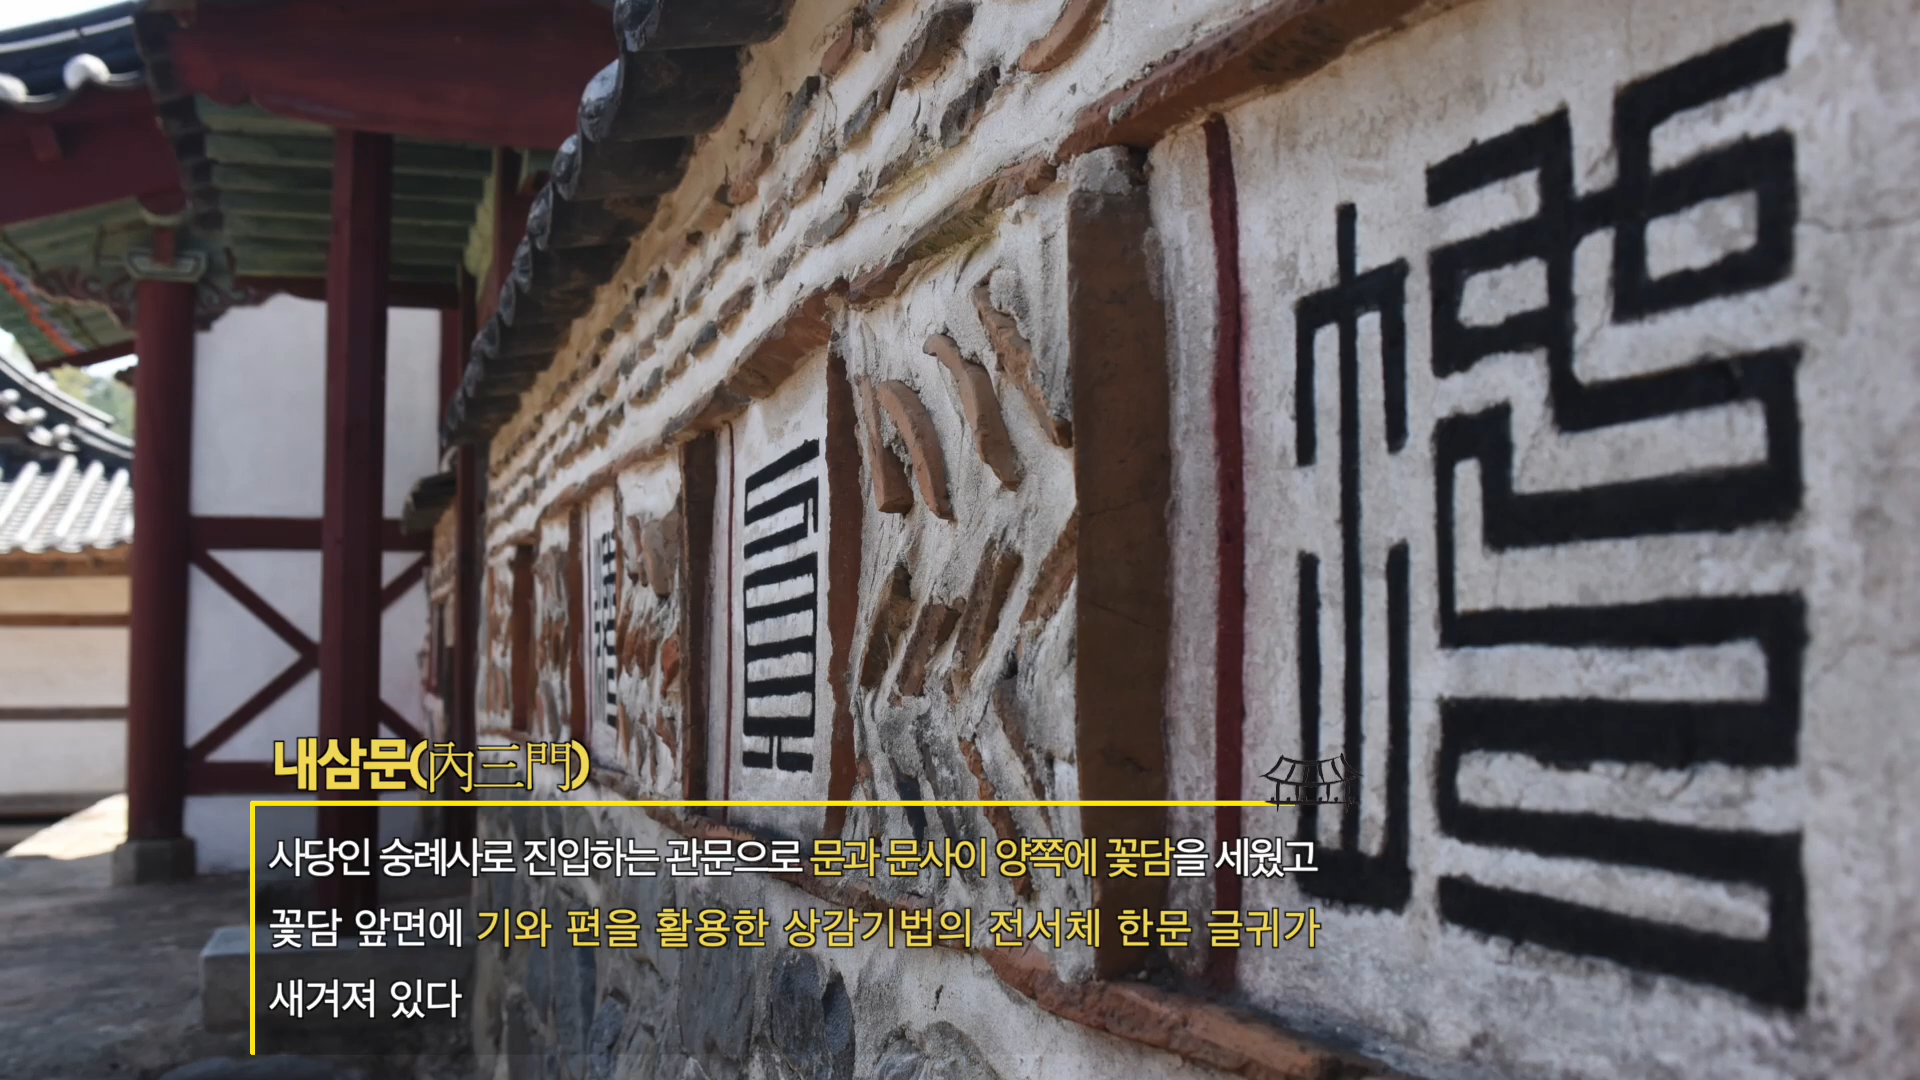 내삼문(內三門)
사당인 숭례사로 진입하는 관문으로 문과 문사이 양쪽에 꽃담을 세웠고
꽃담 앞면에 기와 편을 활용한 상감기법의 전서체 한문 글귀가
새겨져 있다